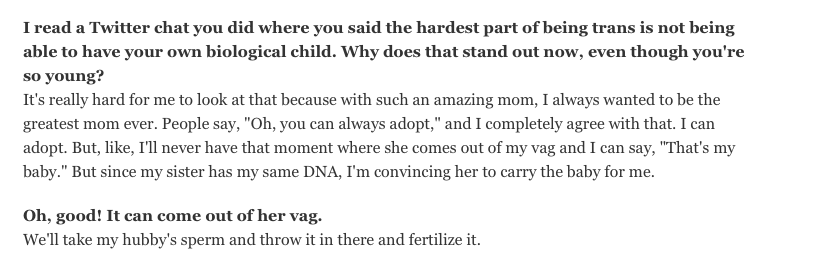 I read a Twitter chat you did where you said the hardest part of being trans is not being
able to have your own biological child. Why does that stand out now, even though you're
so young?
It's really hard for me to look at that because with such an amazing mom, I always wanted to be the
greatest mom ever. People say, "Oh, you can always adopt," and I completely agree with that. I can
adopt. But, like, I'll never have that moment where she comes out of my vag and I can say, "That's my
baby." But since my sister has my same DNA, I'm convincing her to carry the baby for me.
Oh, good! It can come out of her vag.
We'll take my hubby's sperm and throw it in there and fertilize it.